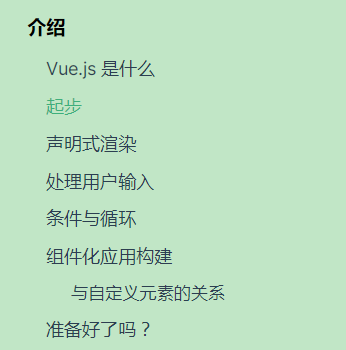 介绍
Vue.js 是什么
起步
声明式渲染
处理用户输入
条件与循环
组件化应用构建
与自定义元素的关系
准备好了吗？